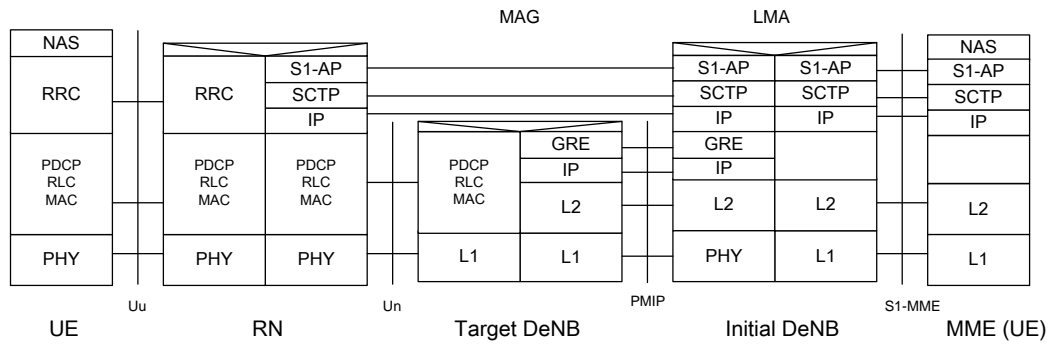 MAG
LMA
NAS
RRC
PDCP
RLC
MAC
PHY
Uu
RRC
S1-AP
SCTP
IP
PDCP
RLC
MAC
PDCP
RLC
MAC
PHY
PHY
Un
PDCP
RLC
MAC
GRE
IP
L2
L1
L1
PMIP
S1-AP
S1-AP
SCTP
SCTP
IP
IP
GRE
IP
L2
L2
PHY
L1
S1-MME
NAS
S1-AP
SCTP
IP
L2
L1
UE
RN
Target DeNB
Initial DeNB
MME (UE)